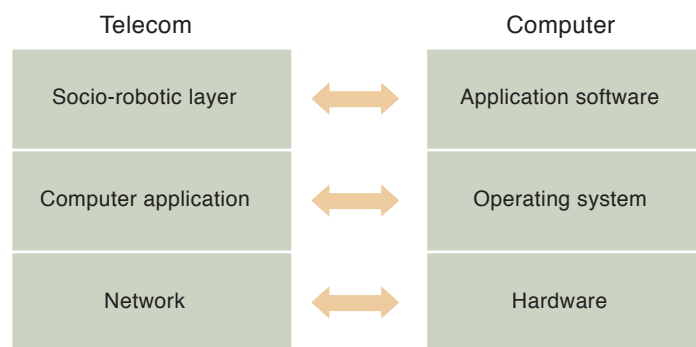 Telecom Computer
Socio-robotic layer Application software
Computer application Operating system
Network Hardware